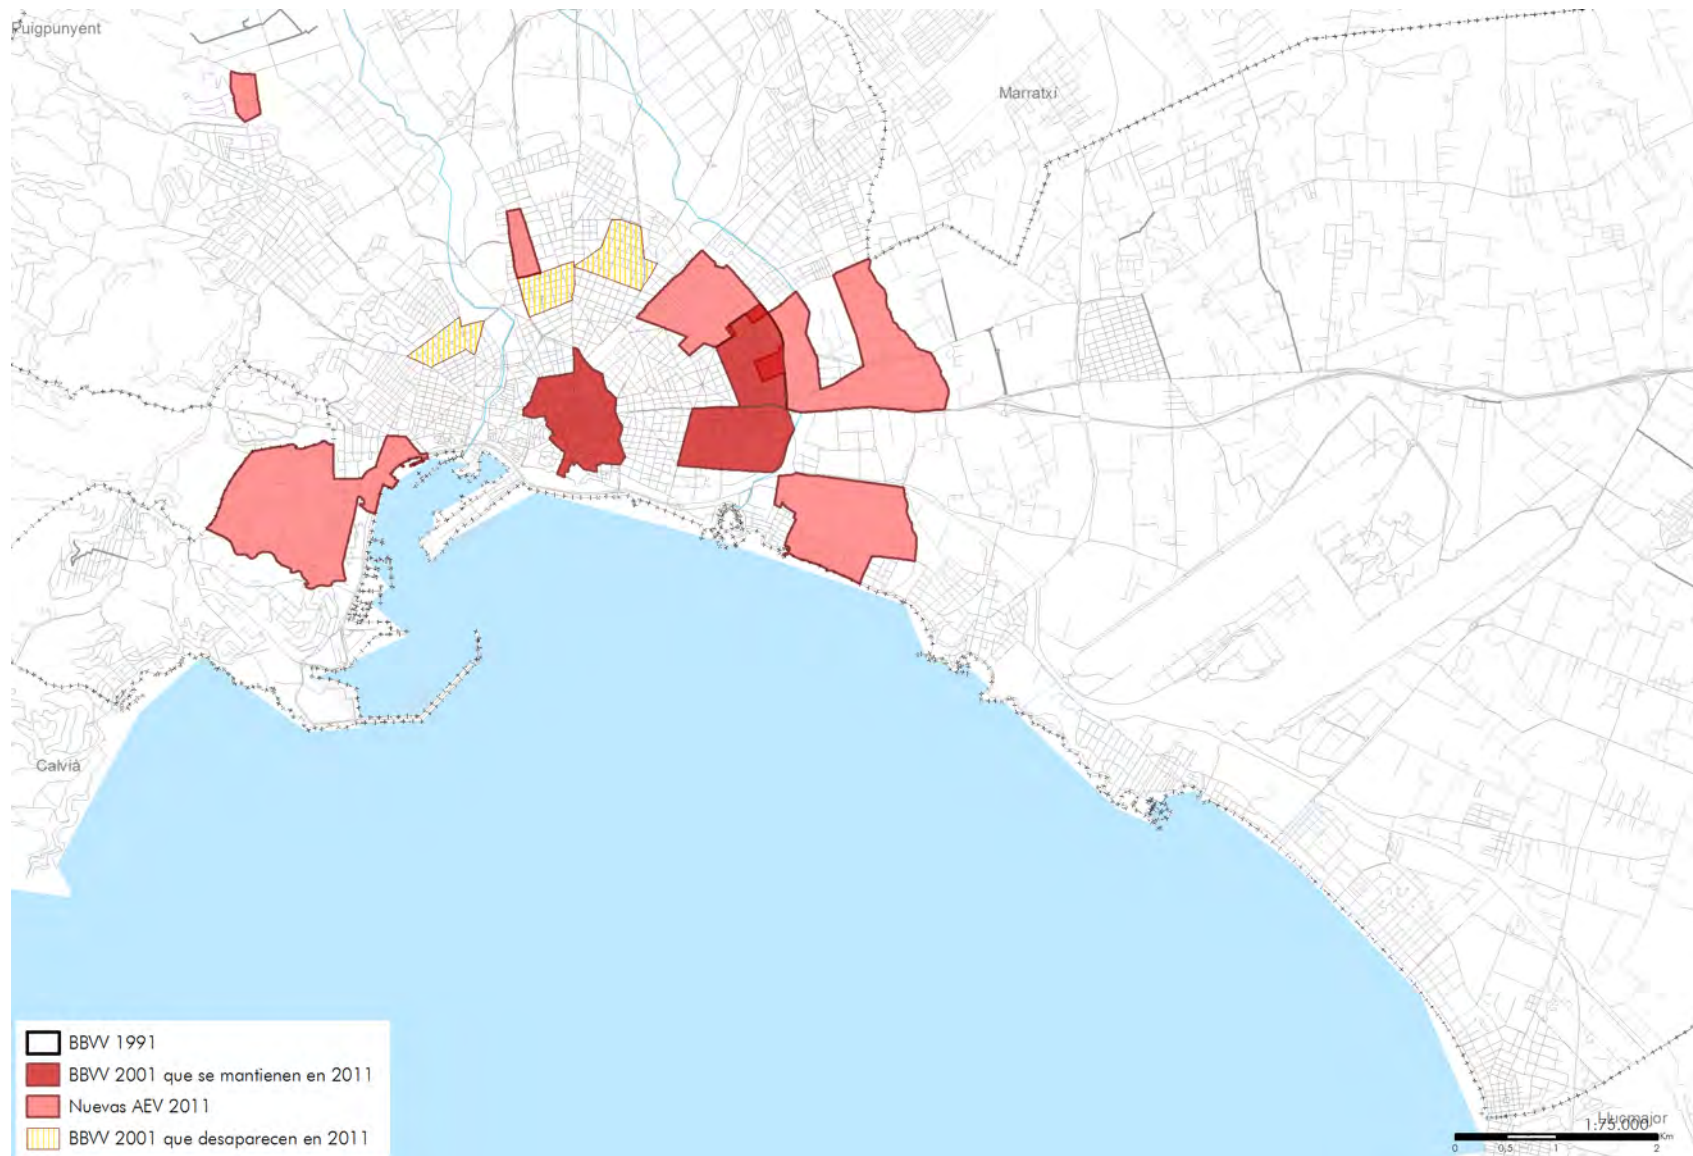 Puigpunyent
Marratxí
Calvià
BBVV 1991
BBVV 2001 que se mantienen en 2011
Nuevas AEV 2011
BBVV 2001 que desaparecen en 2011
Llucmajor
1:75.000
Km
0 0,5 1 2